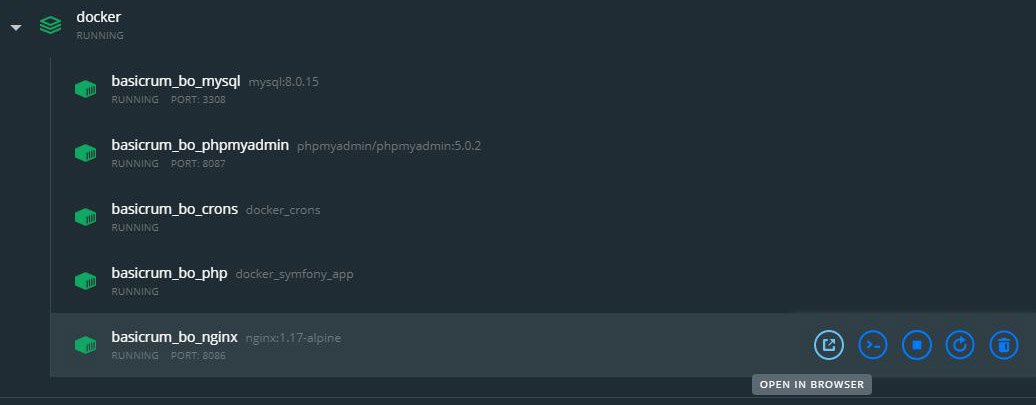 docker
RUNNING
basicrum_bo_mysql mysql:8.0.15
RUNNING PORT: 3308
basicrum_bo_phpmyadmin phpmyadmin/phpmyadmin:5.0.2
RUNNING PORT: 8087
basicrum_bo_crons docker_crons
RUNNING
basicrum_bo_php docker_symfony_app
RUNNING
basicrum_bo_nginx nginx:1.17-alpine
RUNNING PORT: 8086
OPEN IN BROWSER